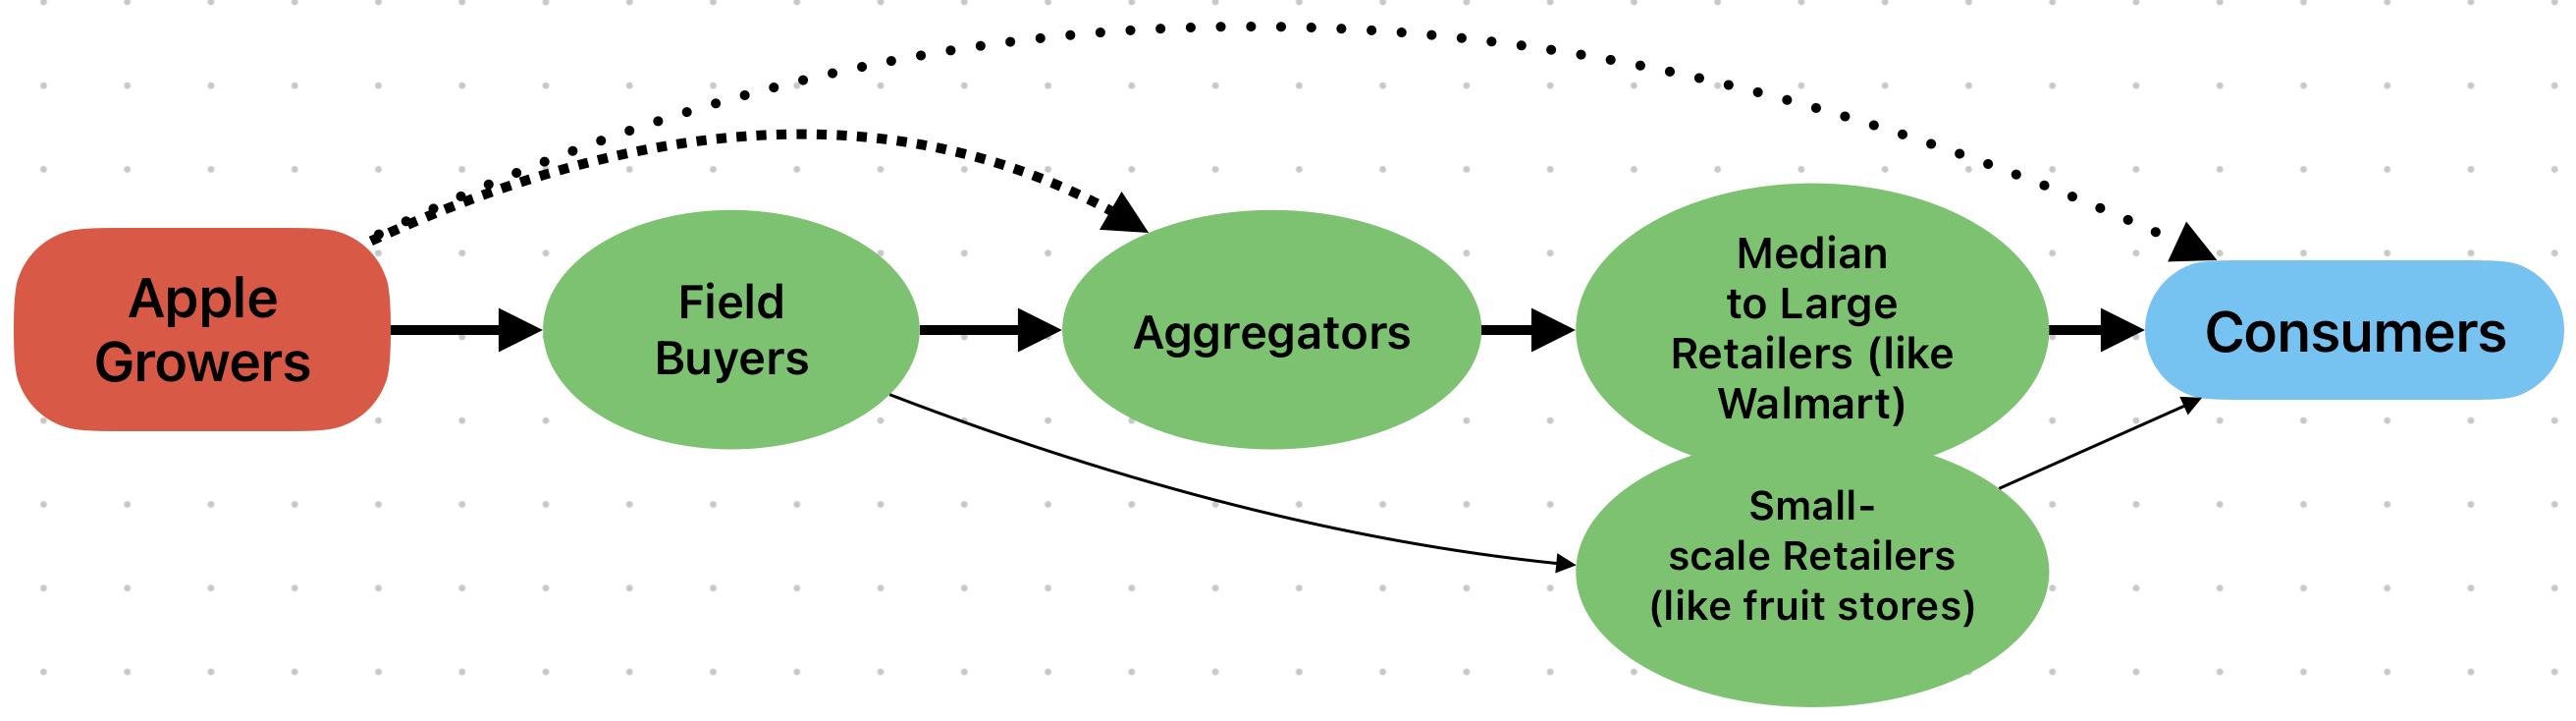 Apple
Growers
Field
Buyers
Aggregators
Median
to Large
Retailers (like
Walmart)
Small-
scale Retailers
(like fruit stores)
Consumers